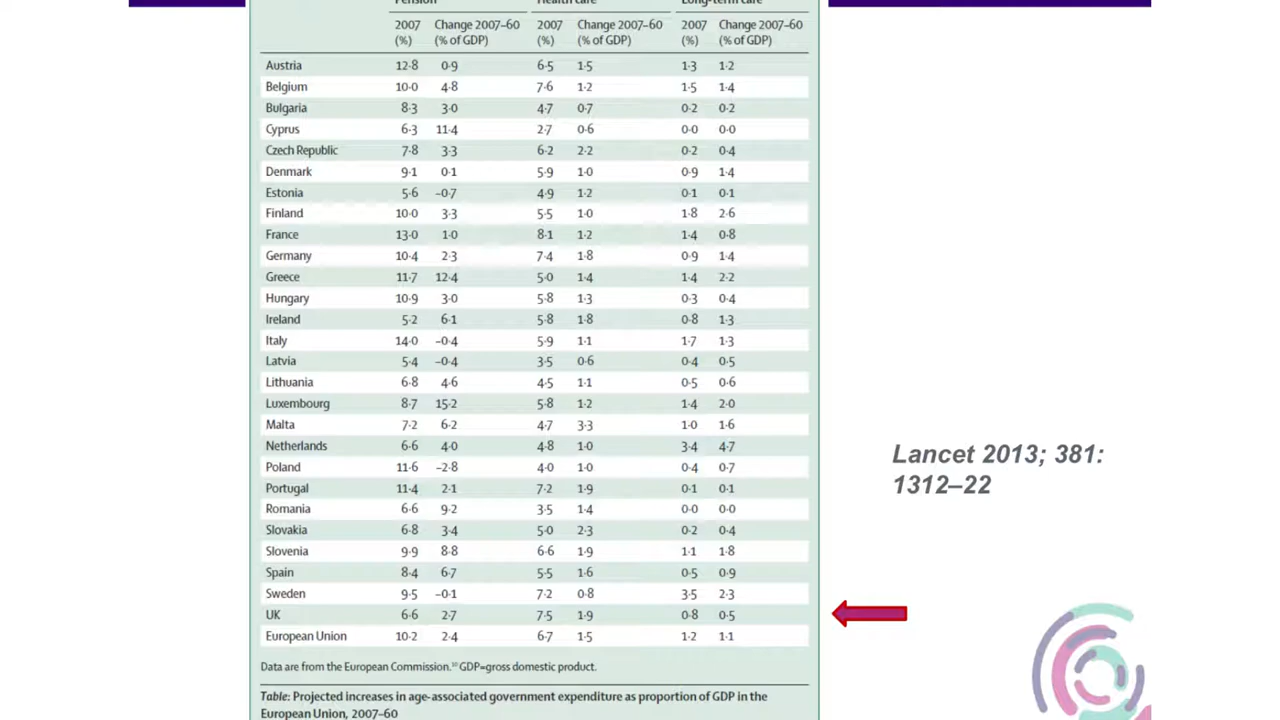 Pension Health care Long-term care
2007 Change 2007–60 2007 Change 2007–60 2007 Change 2007–60
(%) (% of GDP) (%) (% of GDP) (%) (% of GDP)
Austria 12·8 0·9 6·5 1·5 1·3 1·2
Belgium 10·0 4·8 7·6 1·2 1·5 1·4
Bulgaria 8·3 3·0 4·7 0·7 0·2 0·2
Cyprus 6·3 11·4 2·7 0·6 0·0 0·0
Czech Republic 7·8 3·3 6·2 2·2 0·2 0·4
Denmark 9·1 0·1 5·9 1·0 0·9 1·4
Estonia 5·6 –0·7 4·9 1·2 0·1 0·1
Finland 10·0 3·3 5·5 1·0 1·8 2·6
France 13·0 1·0 8·1 1·2 1·4 0·8
Germany 10·4 2·3 7·4 1·8 0·9 1·4
Greece 11·7 12·4 5·0 1·4 1·4 2·2
Hungary 10·9 3·0 5·8 1·3 0·3 0·4
Ireland 5·2 6·1 5·8 1·8 0·8 1·3
Italy 14·0 –0·4 5·9 1·1 1·7 1·3
Latvia 5·4 –0·4 3·5 0·6 0·4 0·5
Lithuania 6·8 4·6 4·5 1·1 0·5 0·6
Luxembourg 8·7 15·2 5·8 1·2 1·4 2·0
Malta 7·2 6·2 4·7 3·3 1·0 1·6
Netherlands 6·6 4·0 4·8 1·0 3·4 4·7
Poland 11·6 –2·8 4·0 1·0 0·4 0·7
Portugal 11·4 2·1 7·2 1·9 0·1 0·1
Romania 6·6 9·2 3·5 1·4 0·0 0·0
Slovakia 6·8 3·4 5·0 2·3 0·2 0·4
Slovenia 9·9 8·8 6·6 1·9 1·1 1·8
Spain 8·4 6·7 5·5 1·6 0·5 0·9
Sweden 9·5 –0·1 7·2 0·8 3·5 2·3
UK 6·6 2·7 7·5 1·9 0·8 0·5
European Union 10·2 2·4 6·7 1·5 1·2 1·1
Data are from the European Commission.¹⁰ GDP=gross domestic product.
Table: Projected increases in age-associated government expenditure as proportion of GDP in the
European Union, 2007–60
Lancet 2013; 381:
1312–22